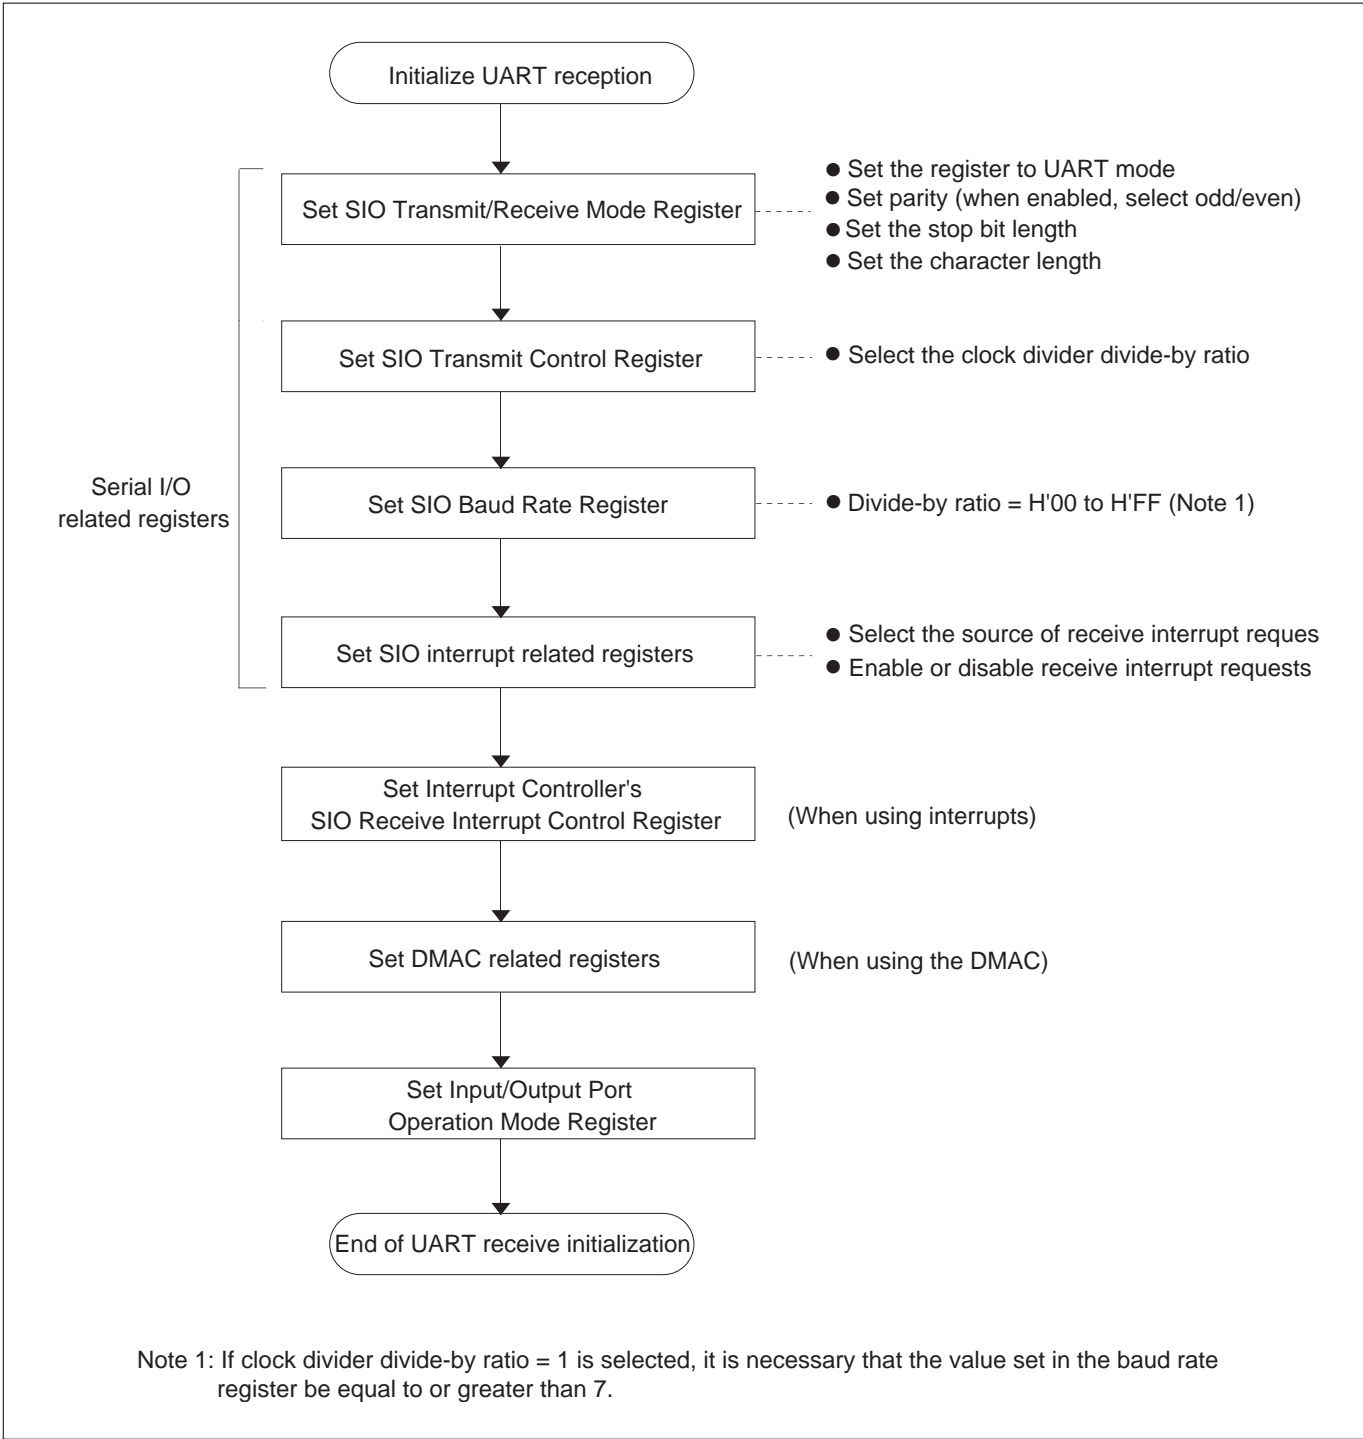 Initialize UART reception
Set SIO Transmit/Receive Mode Register
● Set the register to UART mode
● Set parity (when enabled, select odd/even)
● Set the stop bit length
● Set the character length
Set SIO Transmit Control Register
● Select the clock divider divide-by ratio
Serial I/O
related registers
Set SIO Baud Rate Register
● Divide-by ratio = H'00 to H'FF (Note 1)
Set SIO interrupt related registers
● Select the source of receive interrupt reques
● Enable or disable receive interrupt requests
Set Interrupt Controller's
SIO Receive Interrupt Control Register
(When using interrupts)
Set DMAC related registers
(When using the DMAC)
Set Input/Output Port
Operation Mode Register
End of UART receive initialization
Note 1: If clock divider divide-by ratio = 1 is selected, it is necessary that the value set in the baud rate
register be equal to or greater than 7.